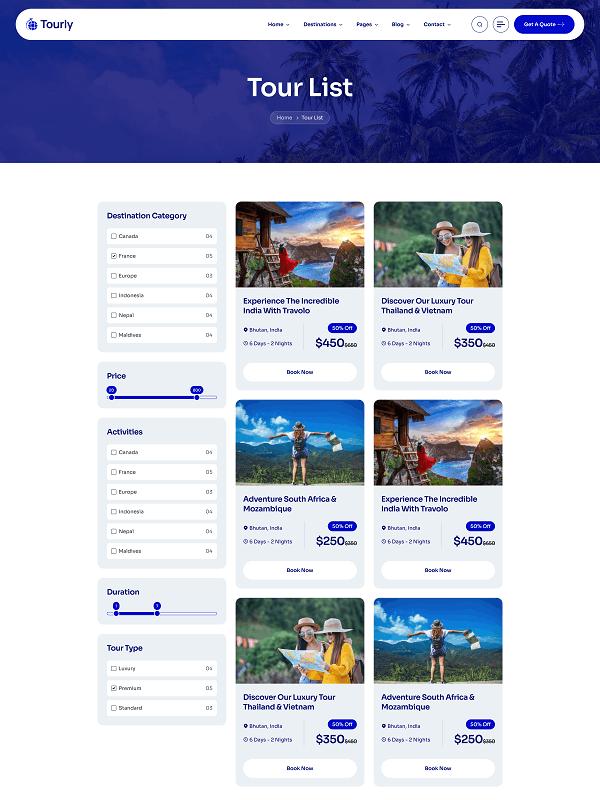 Tourly
Home
Destinations
Pages
Blog
Contact
Get A Quote
Tour List
Home > Tour List
Destination Category
Canada 04
France 05
Europe 03
Indonesia 04
Nepal 04
Maldives 04
Price
20 800
Activities
Canada 04
France 05
Europe 03
Indonesia 04
Nepal 04
Maldives 04
Duration
1 7
Tour Type
Luxury 04
Premium 05
Standard 03
Experience The Incredible
India With Travolo
50% Off
Bhutan, India
6 Days - 2 Nights
$450 $650
Book Now
Discover Our Luxury Tour
Thailand & Vietnam
50% Off
Bhutan, India
6 Days - 2 Nights
$350 $450
Book Now
Adventure South Africa &
Mozambique
50% Off
Bhutan, India
6 Days - 2 Nights
$250 $350
Book Now
Experience The Incredible
India With Travolo
50% Off
Bhutan, India
6 Days - 2 Nights
$450 $650
Book Now
Discover Our Luxury Tour
Thailand & Vietnam
50% Off
Bhutan, India
6 Days - 2 Nights
$350 $450
Book Now
Adventure South Africa &
Mozambique
50% Off
Bhutan, India
6 Days - 2 Nights
$250 $350
Book Now